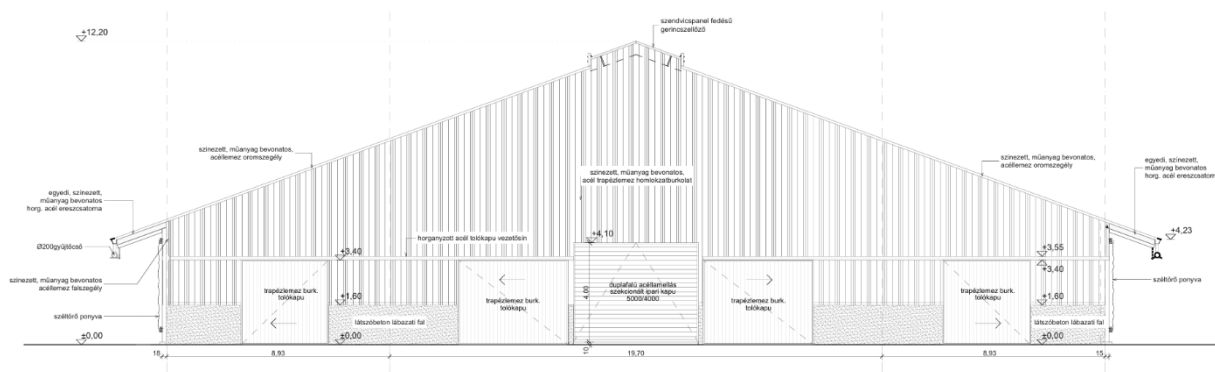 szendvicspanel fedésű
gerincszellőző
+12,20
színezett, műanyag bevonatos,
acéllemez oromszegély
színezett, műanyag bevonatos,
acél trapézlemez homlokzatburkolat
színezett, műanyag bevonatos,
acéllemez oromszegély
egyedi, színezett,
műanyag bevonatos
horg. acél ereszcsatorna
egyedi, színezett,
műanyag bevonatos
horg. acél ereszcsatorna
Ø200gyűjtőcső
horganyzott acél tolókapu vezetősín
+4,10
+4,23
+3,40
+3,55
+3,40
színezett, műanyag bevonatos
acéllemez falszegély
duplafalú acéllamellás
szekcionált ipari kapu
5000/4000
4,00
trapézlemez burk.
tolókapu
trapézlemez burk.
tolókapu
trapézlemez burk.
tolókapu
trapézlemez burk.
tolókapu
széltörő ponyva
+1,60
+1,60
széltörő ponyva
látszóbeton lábazati fal
látszóbeton lábazati fal
±0,00
±0,00
±0,00
±0,00
10
18
8,93
19,70
8,93
15